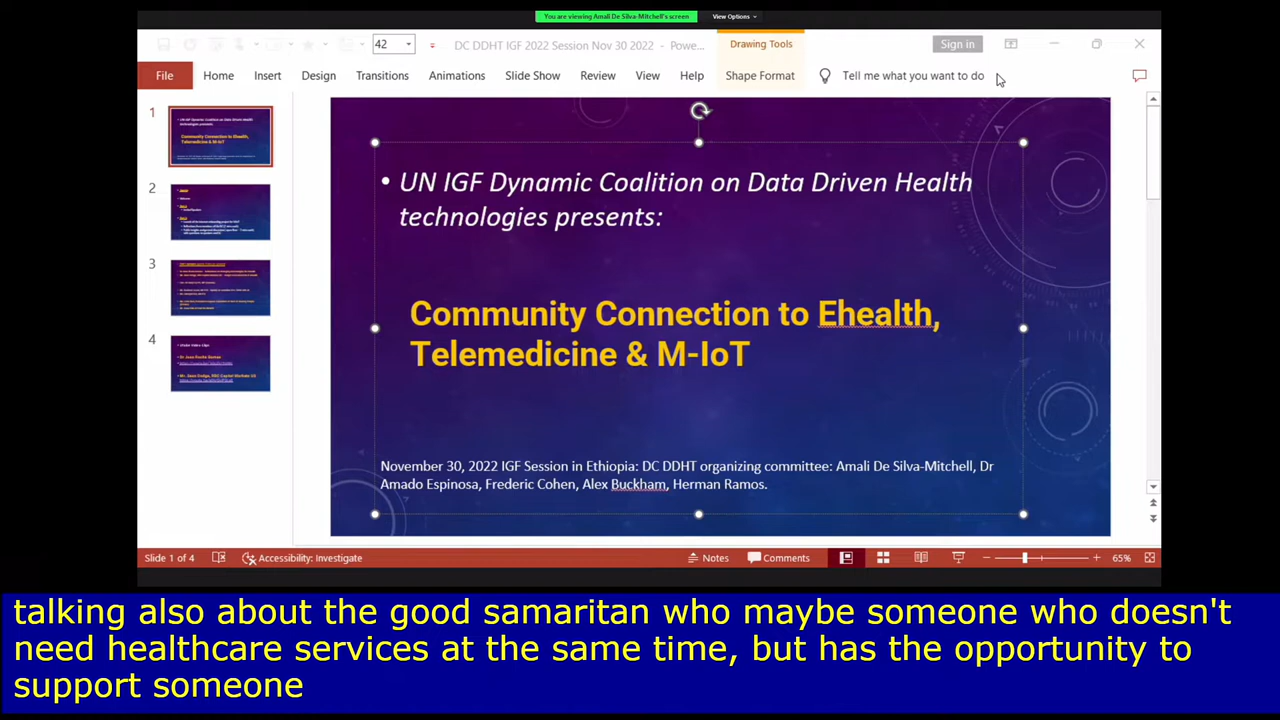 You are viewing Amali De Silva-Mitchell's screen
View Options
42
DC DDHT IGF 2022 Session Nov 30 2022 - Powe...
Drawing Tools
Sign in
File
Home
Insert
Design
Transitions
Animations
Slide Show
Review
View
Help
Shape Format
Tell me what you want to do
1
2
3
4
• UN IGF Dynamic Coalition on Data Driven Health
technologies presents:
Community Connection to Ehealth,
Telemedicine & M-IoT
November 30, 2022 IGF Session in Ethiopia: DC DDHT organizing committee: Amali De Silva-Mitchell, Dr
Amado Espinosa, Frederic Cohen, Alex Buckham, Herman Ramos.
Slide 1 of 4
Accessibility: Investigate
Notes
Comments
65%
talking also about the good samaritan who maybe someone who doesn't
need healthcare services at the same time, but has the opportunity to
support someone